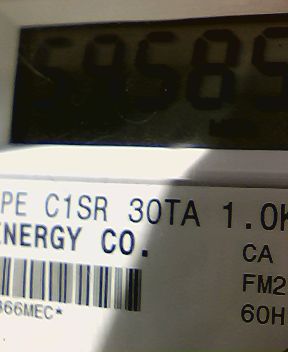 59585
PE C1SR 30TA 1.0K
ENERGY CO.
CA
FM2
60H
366MEC*